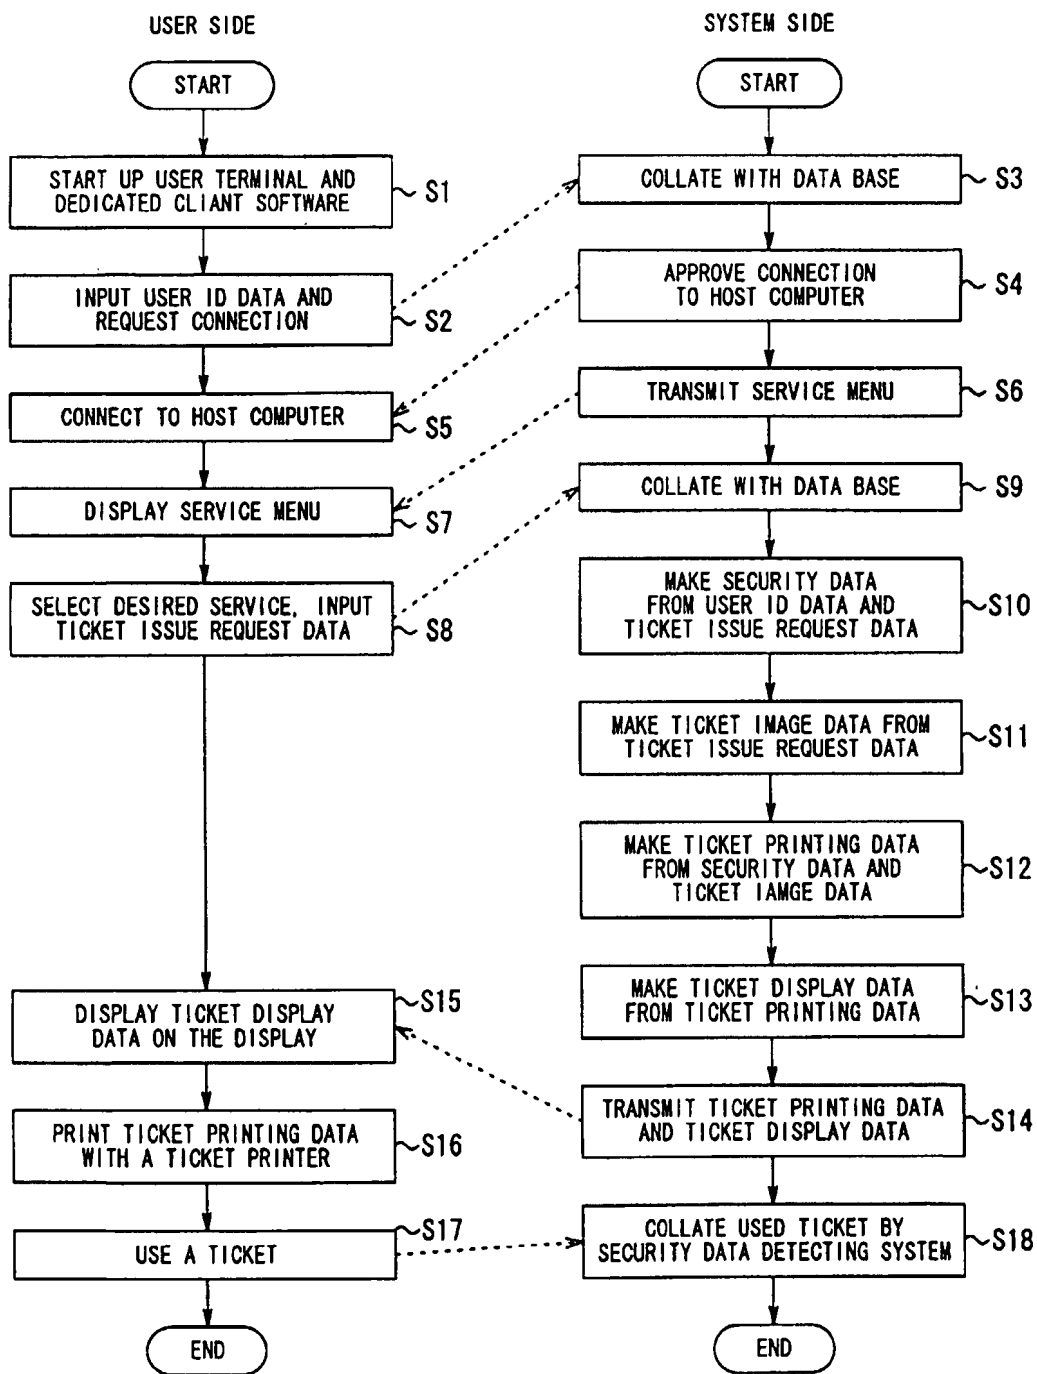 USER SIDE
START
START UP USER TERMINAL AND
DEDICATED CLIANT SOFTWARE
S1
INPUT USER ID DATA AND
REQUEST CONNECTION
S2
CONNECT TO HOST COMPUTER
S5
DISPLAY SERVICE MENU
S7
SELECT DESIRED SERVICE, INPUT
TICKET ISSUE REQUEST DATA
S8
DISPLAY TICKET DISPLAY
DATA ON THE DISPLAY
S15
PRINT TICKET PRINTING DATA
WITH A TICKET PRINTER
S16
USE A TICKET
S17
END
SYSTEM SIDE
START
COLLATE WITH DATA BASE
S3
APPROVE CONNECTION
TO HOST COMPUTER
S4
TRANSMIT SERVICE MENU
S6
COLLATE WITH DATA BASE
S9
MAKE SECURITY DATA
FROM USER ID DATA AND
TICKET ISSUE REQUEST DATA
S10
MAKE TICKET IMAGE DATA FROM
TICKET ISSUE REQUEST DATA
S11
MAKE TICKET PRINTING DATA
FROM SECURITY DATA AND
TICKET IAMGE DATA
S12
MAKE TICKET DISPLAY DATA
FROM TICKET PRINTING DATA
S13
TRANSMIT TICKET PRINTING DATA
AND TICKET DISPLAY DATA
S14
COLLATE USED TICKET BY
SECURITY DATA DETECTING SYSTEM
S18
END